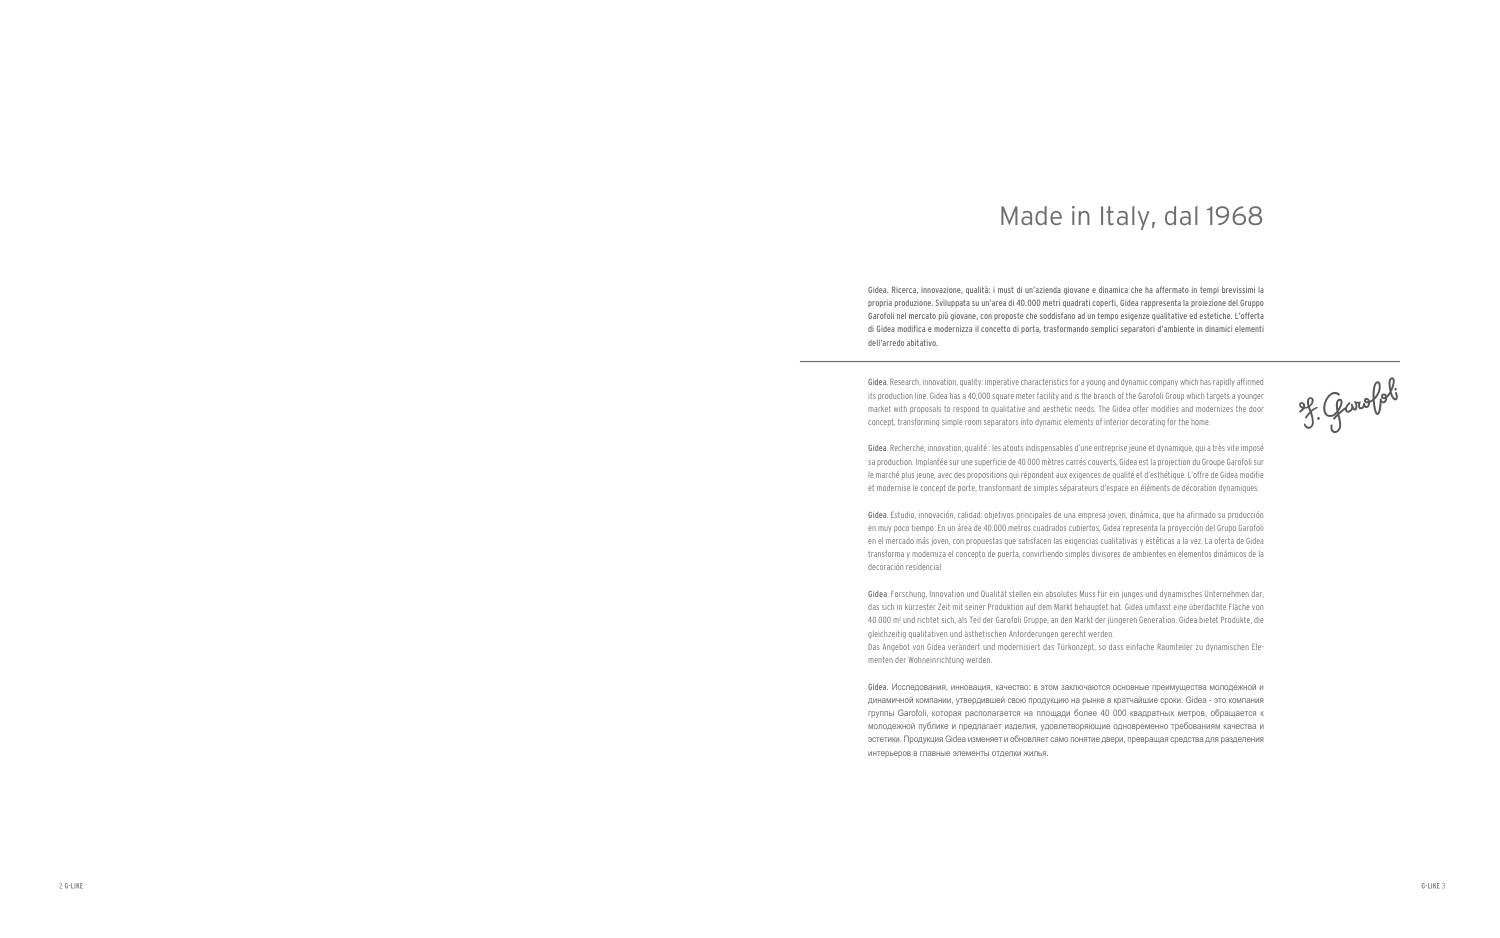 Made in Italy, dal 1968
Gidea. Ricerca, innovazione, qualità: i must di un'azienda giovane e dinamica che ha affermato in tempi brevissimi la
propria produzione. Sviluppata su un'area di 40.000 metri quadrati coperti, Gidea rappresenta la proiezione del Gruppo
Garofoli nel mercato più giovane, con proposte che soddisfano ad un tempo esigenze qualitative ed estetiche. L'offerta
di Gidea modifica e modernizza il concetto di porta, trasformando semplici separatori d'ambiente in dinamici elementi
dell'arredo abitativo.
Gidea. Research, innovation, quality: imperative characteristics for a young and dynamic company which has rapidly affirmed
its production line. Gidea has a 40,000 square meter facility and is the branch of the Garofoli Group which targets a younger
market with proposals to respond to qualitative and aesthetic needs. The Gidea offer modifies and modernizes the door
concept, transforming simple room separators into dynamic elements of interior decorating for the home.
F. Garofoli
Gidea. Recherche, innovation, qualité : les atouts indispensables d'une entreprise jeune et dynamique, qui a très vite imposé
sa production. Implantée sur une superficie de 40 000 mètres carrés couverts, Gidea est la projection du Groupe Garofoli sur
le marché plus jeune, avec des propositions qui répondent aux exigences de qualité et d'esthétique. L'offre de Gidea modifie
et modernise le concept de porte, transformant de simples séparateurs d'espace en éléments de décoration dynamiques.
Gidea. Estudio, innovación, calidad: objetivos principales de una empresa joven, dinámica, que ha afirmado su producción
en muy poco tiempo. En un área de 40.000 metros cuadrados cubiertos, Gidea representa la proyección del Grupo Garofoli
en el mercado más joven, con propuestas que satisfacen las exigencias cualitativas y estéticas a la vez. La oferta de Gidea
transforma y moderniza el concepto de puerta, convirtiendo simples divisores de ambientes en elementos dinámicos de la
decoración residencial.
Gidea. Forschung, Innovation und Qualität stellen ein absolutes Muss für ein junges und dynamisches Unternehmen dar,
das sich in kürzester Zeit mit seiner Produktion auf dem Markt behauptet hat. Gidea umfasst eine überdachte Fläche von
40.000 m² und richtet sich, als Teil der Garofoli Gruppe, an den Markt der jüngeren Generation. Gidea bietet Produkte, die
gleichzeitig qualitativen und ästhetischen Anforderungen gerecht werden.
Das Angebot von Gidea verändert und modernisiert das Türkonzept, so dass einfache Raumteiler zu dynamischen Ele-
menten der Wohneinrichtung werden.
Gidea. Исследования, инновация, качество: в этом заключаются основные преимущества молодежной и
динамичной компании, утвердившей свою продукцию на рынке в кратчайшие сроки. Gidea - это компания
группы Garofoli, которая располагается на площади более 40 000 квадратных метров, обращается к
молодежной публике и предлагает изделия, удовлетворяющие одновременно требованиям качества и
эстетики. Продукция Gidea изменяет и обновляет само понятие двери, превращая средства для разделения
интерьеров в главные элементы отделки жилья.
2 G-LIKE
G-LIKE 3